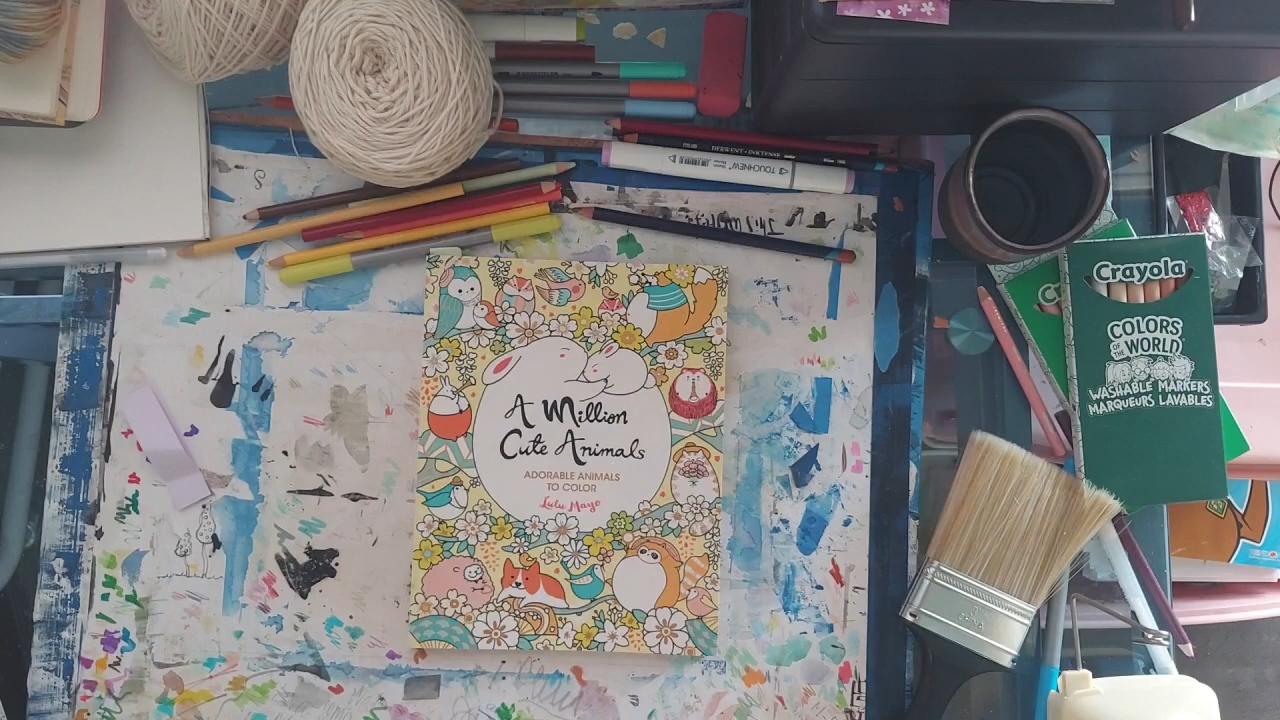 DERWENT - INKTENSE
TOUCHNEW
Crayola
COLORS
OF THE WORLD
WASHABLE MARKERS
MARQUEURS LAVABLES
A Million
Cute Animals
ADORABLE ANIMALS
TO COLOR
Lulu Mayo